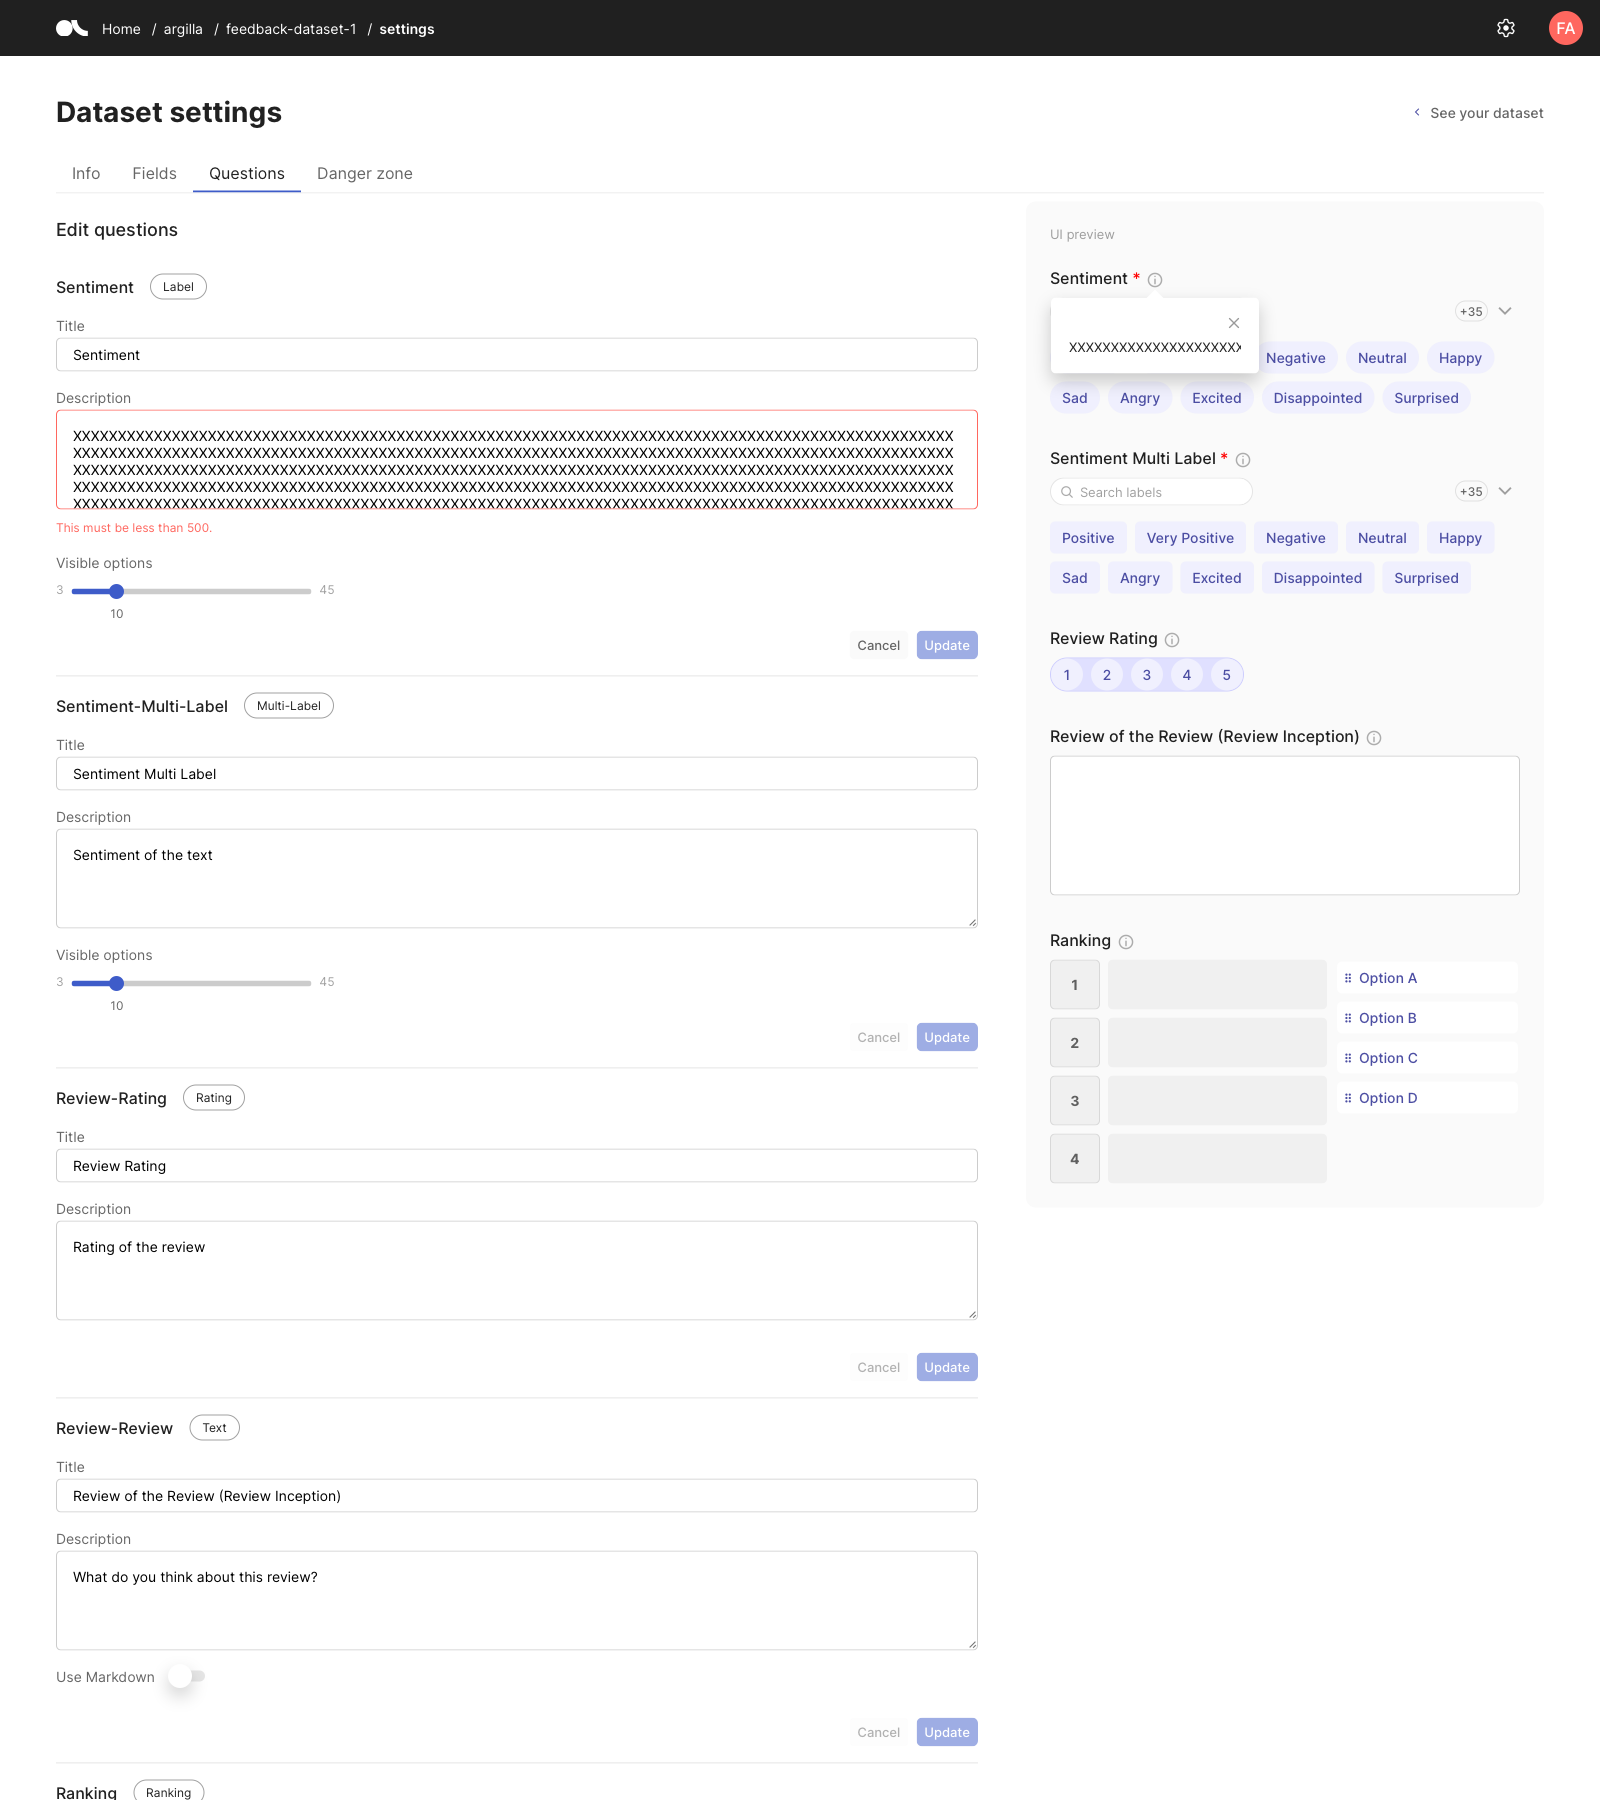 Home / argilla / feedback-dataset-1 / settings
FA
Dataset settings
See your dataset
Info Fields Questions Danger zone
Edit questions
Sentiment Label
Title
Sentiment
Description
This must be less than 500.
Visible options
3 45
10
Cancel Update
Sentiment-Multi-Label Multi-Label
Title
Sentiment Multi Label
Description
Sentiment of the text
Visible options
3 45
10
Cancel Update
Review-Rating Rating
Title
Review Rating
Description
Rating of the review
Cancel Update
Review-Review Text
Title
Review of the Review (Review Inception)
Description
What do you think about this review?
Use Markdown
Cancel Update
Ranking Ranking
UI preview
Sentiment *
+35
Negative Neutral Happy
Sad Angry Excited Disappointed Surprised
Sentiment Multi Label *
Search labels +35
Positive Very Positive Negative Neutral Happy
Sad Angry Excited Disappointed Surprised
Review Rating
1 2 3 4 5
Review of the Review (Review Inception)
Ranking
1
2
3
4
Option A
Option B
Option C
Option D